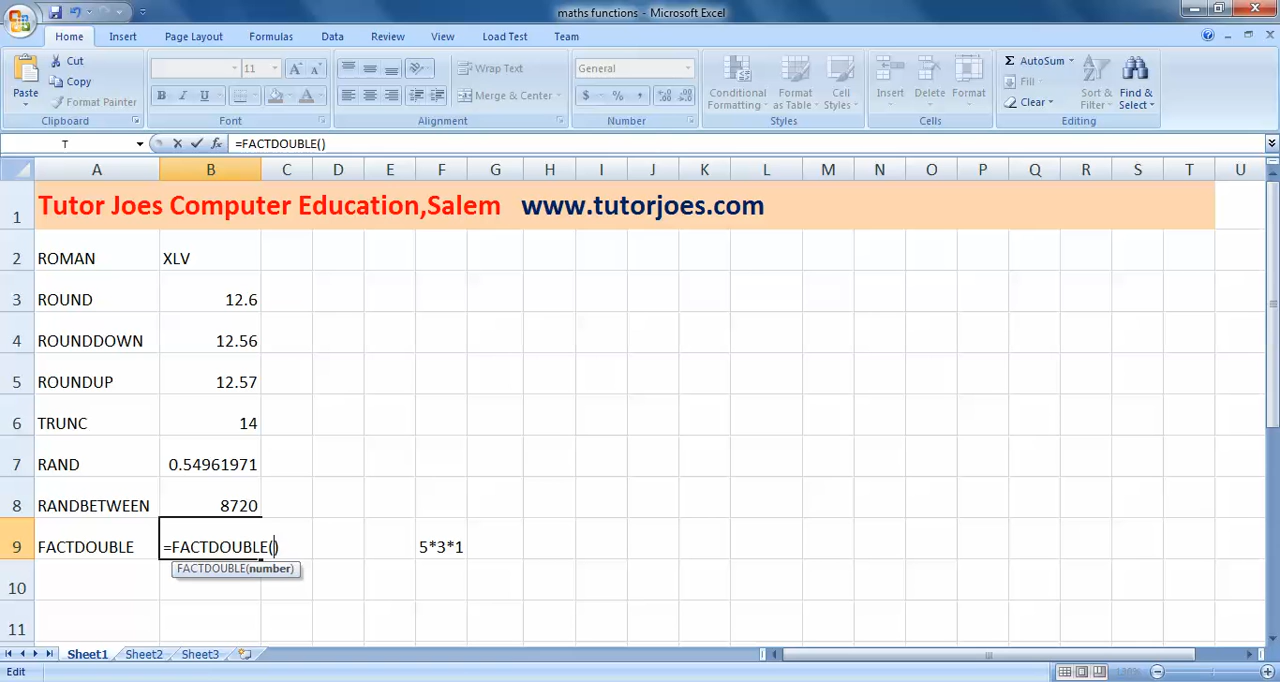 maths functions - Microsoft Excel
Home Insert Page Layout Formulas Data Review View Load Test Team
Paste Cut Copy Format Painter Clipboard
11 A A B I U A Font
Wrap Text Merge & Center Alignment
General $ % , Number
Conditional Formatting Format as Table Cell Styles Styles
Insert Delete Format Cells
Σ AutoSum Fill Clear Sort & Filter Find & Select Editing
T fx =FACTDOUBLE()
A B C D E F G H I J K L M N O P Q R S T U
1 Tutor Joes Computer Education,Salem www.tutorjoes.com
2 ROMAN XLV
3 ROUND 12.6
4 ROUNDDOWN 12.56
5 ROUNDUP 12.57
6 TRUNC 14
7 RAND 0.54961971
8 RANDBETWEEN 8720
9 FACTDOUBLE =FACTDOUBLE() 5*3*1
FACTDOUBLE(number)
10
11
Sheet1 Sheet2 Sheet3
Edit